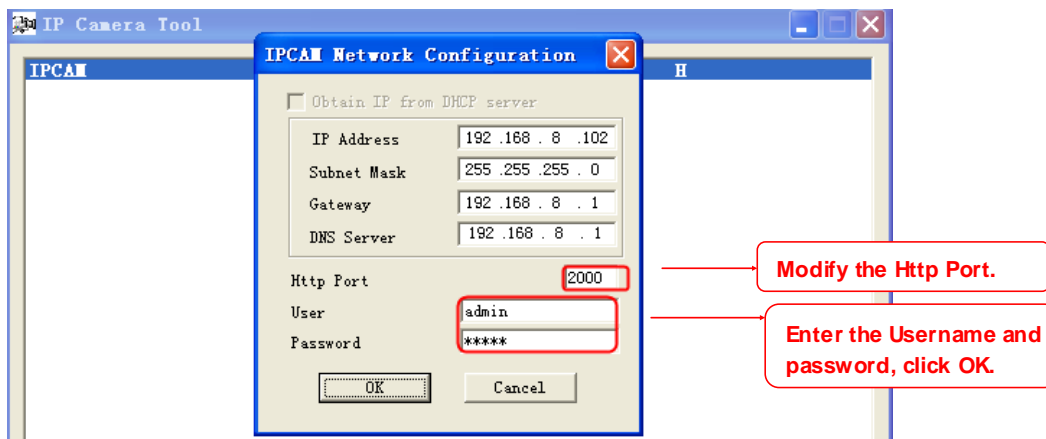 IP Camera Tool
IPCAM Network Configuration
IPCAM
H
Obtain IP from DHCP server
IP Address 192 .168 . 8 .102
Subnet Mask 255 .255 .255 . 0
Gateway 192 .168 . 8 . 1
DNS Server 192 .168 . 8 . 1
Http Port 2000
User admin
Password *****
OK Cancel
Modify the Http Port.
Enter the Username and
password, click OK.